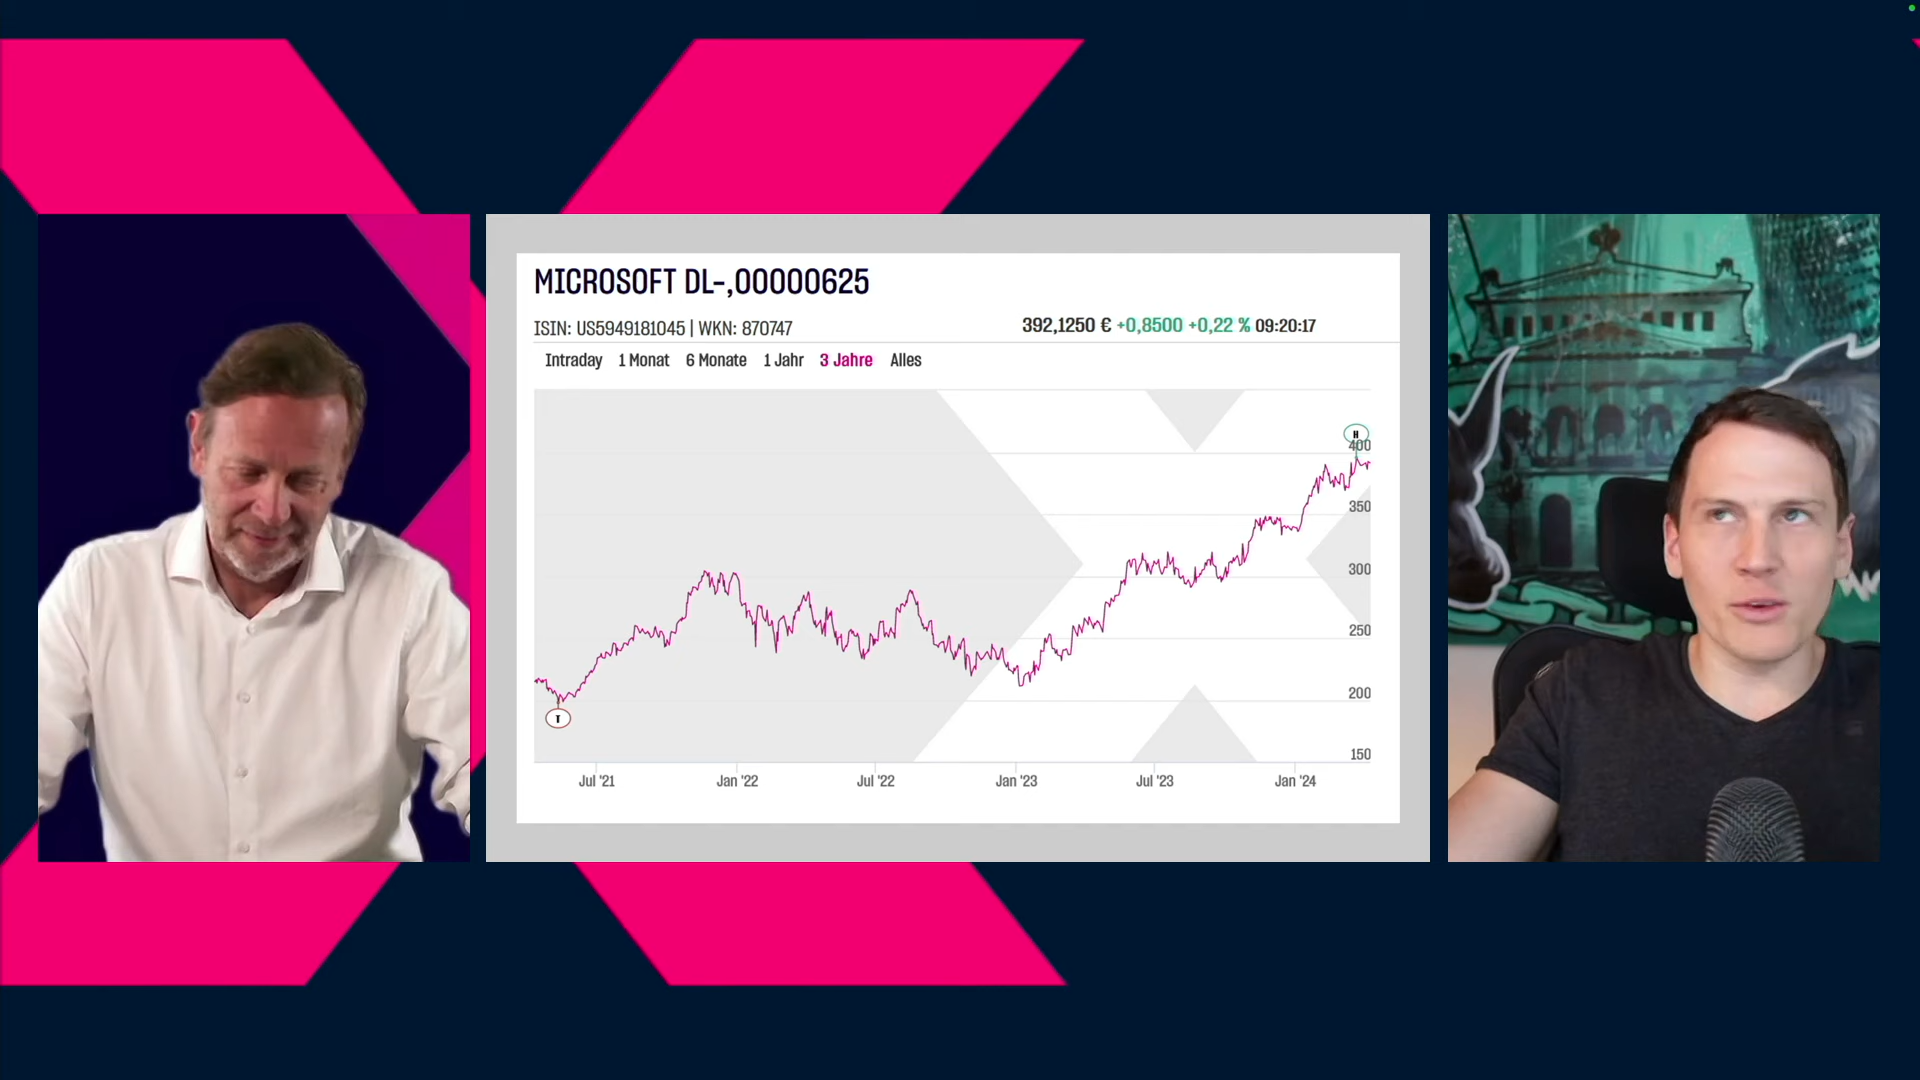 MICROSOFT DL-,00000625
ISIN: US5949181045 | WKN: 870747
392,1250 € +0,8500 +0,22 % 09:20:17
Intraday 1 Monat 6 Monate 1 Jahr 3 Jahre Alles
H
400
350
300
250
200
T
150
Jul '21 Jan '22 Jul '22 Jan '23 Jul '23 Jan '24